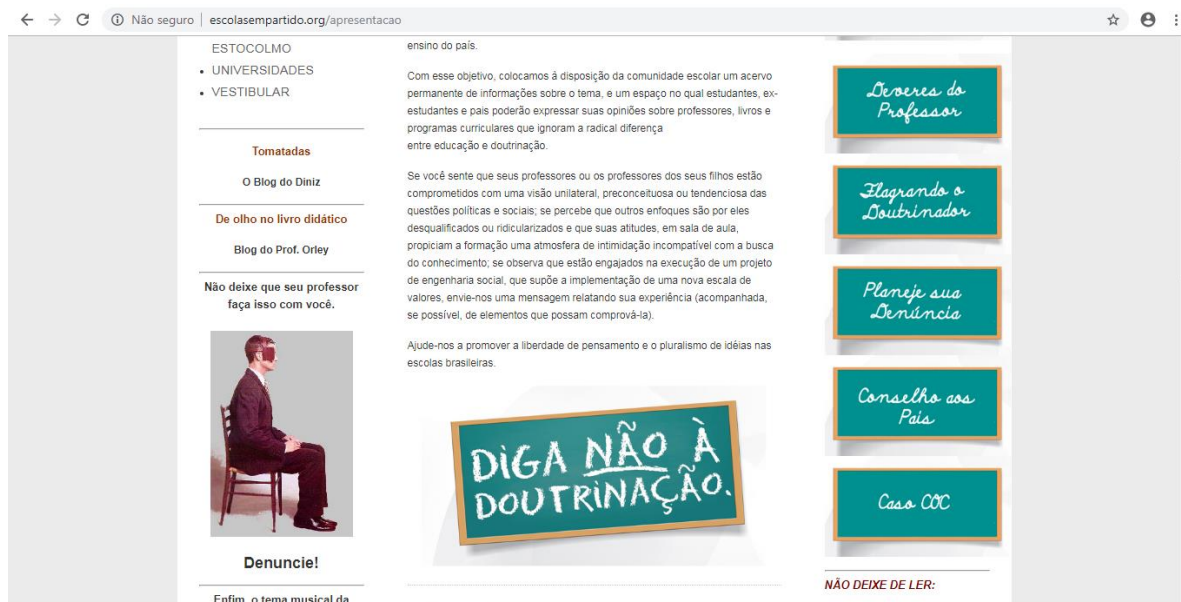 Não seguro | escolasempartido.org/apresentacao
ESTOCOLMO
UNIVERSIDADES
VESTIBULAR
Tomatadas
O Blog do Diniz
De olho no livro didático
Blog do Prof. Orley
Não deixe que seu professor
faça isso com você.
Denuncie!
Enfim, o tema musical da
ensino do país.
Com esse objetivo, colocamos à disposição da comunidade escolar um acervo
permanente de informações sobre o tema, e um espaço no qual estudantes, ex-
estudantes e pais poderão expressar suas opiniões sobre professores, livros e
programas curriculares que ignoram a radical diferença
entre educação e doutrinação.
Se você sente que seus professores ou os professores dos seus filhos estão
comprometidos com uma visão unilateral, preconceituosa ou tendenciosa das
questões políticas e sociais; se percebe que outros enfoques são por eles
desqualificados ou ridicularizados e que suas atitudes, em sala de aula,
propiciam a formação uma atmosfera de intimidação incompatível com a busca
do conhecimento; se observa que estão engajados na execução de um projeto
de engenharia social, que supõe a implementação de uma nova escala de
valores, envie-nos uma mensagem relatando sua experiência (acompanhada,
se possível, de elementos que possam comprová-la).
Ajude-nos a promover a liberdade de pensamento e o pluralismo de idéias nas
escolas brasileiras.
DIGA NÃO À
DOUTRINAÇÃO.
Deveres do
Professor
Flagrando o
Doutrinador
Planeje sua
Denúncia
Conselho aos
Pais
Caso COC
NÃO DEIXE DE LER: